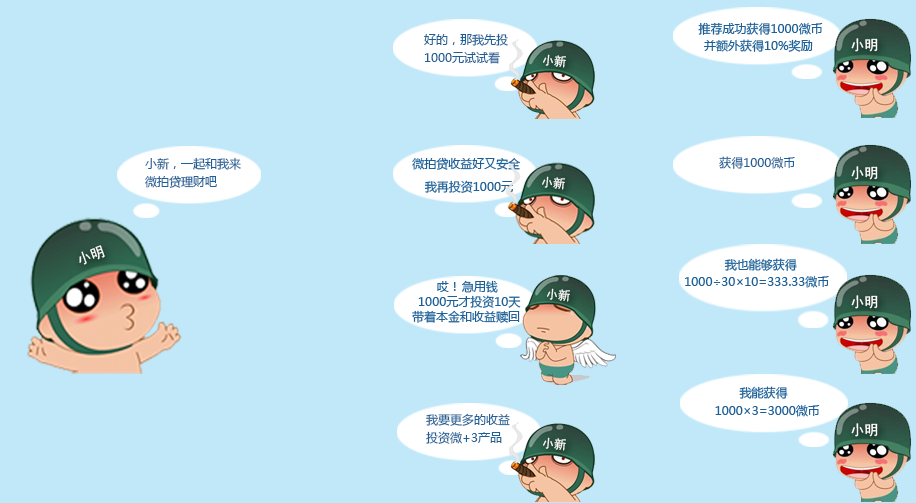 小新，一起和我来
微拍贷理财吧
小明
好的，那我先投
1000元试试看
小新
推荐成功获得1000微币
并额外获得10%奖励
小明
微拍贷收益好又安全
我再投资1000元
小新
获得1000微币
小明
哎！急用钱
1000元才投资10天
带着本金和收益赎回
小新
我也能够获得
1000÷30×10=333.33微币
小明
我要更多的收益
投资微+3产品
小新
我能获得
1000×3=3000微币
小明